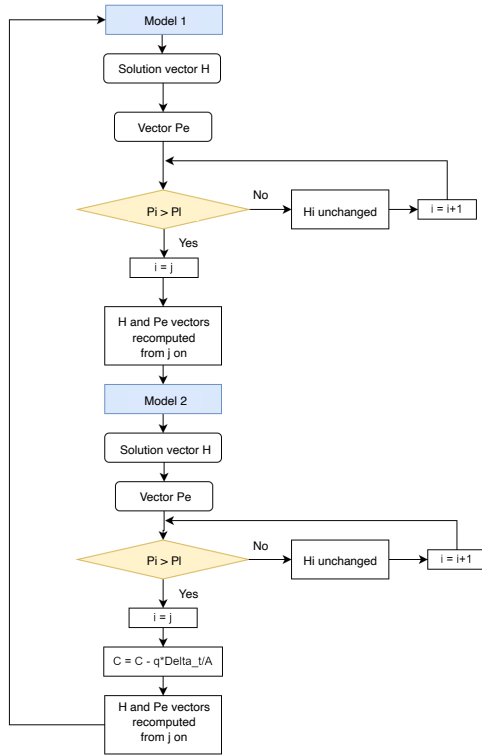 Model 1
Solution vector H
Vector Pe
Pi > Pl
No
Hi unchanged
i = i+1
Yes
i = j
H and Pe vectors
recomputed
from j on
Model 2
Solution vector H
Vector Pe
Pi > Pl
No
Hi unchanged
i = i+1
Yes
i = j
C = C - q*Delta_t/A
H and Pe vectors
recomputed
from j on